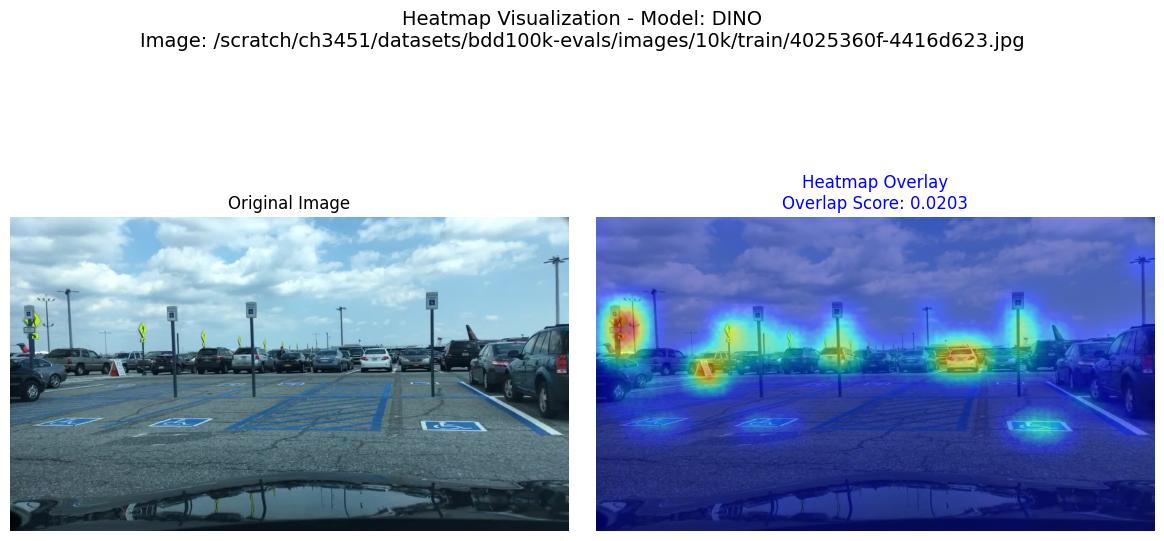 Heatmap Visualization - Model: DINO
Image: /scratch/ch3451/datasets/bdd100k-evals/images/10k/train/4025360f-4416d623.jpg
Original Image
Heatmap Overlay
Overlap Score: 0.0203